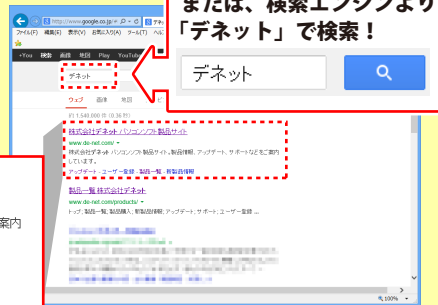 または、検索エンジンより
「デネット」で検索！
デネット
http://www.google.co.jp/
ファイル(F) 編集(E) 表示(V) お気に入り(A) ツール(T)
+You 検索 画像 地図 Play YouTube
デネット
ウェブ 画像 地図
約 1,540,000 件 (0.36 秒)
株式会社デネット パソコンソフト製品サイト
www.de-net.com/
株式会社デネット パソコンソフト製品サイト。製品情報、アップデート、サポートなどをご案内
しています。
アップデート - ユーザー登録 - 製品一覧 - 新製品情報
製品一覧 株式会社デネット
www.de-net.com/products/
トップ; 製品一覧; 製品購入; 新製品情報; アップデート; サポート; ユーザー登録 ...
案内
100%